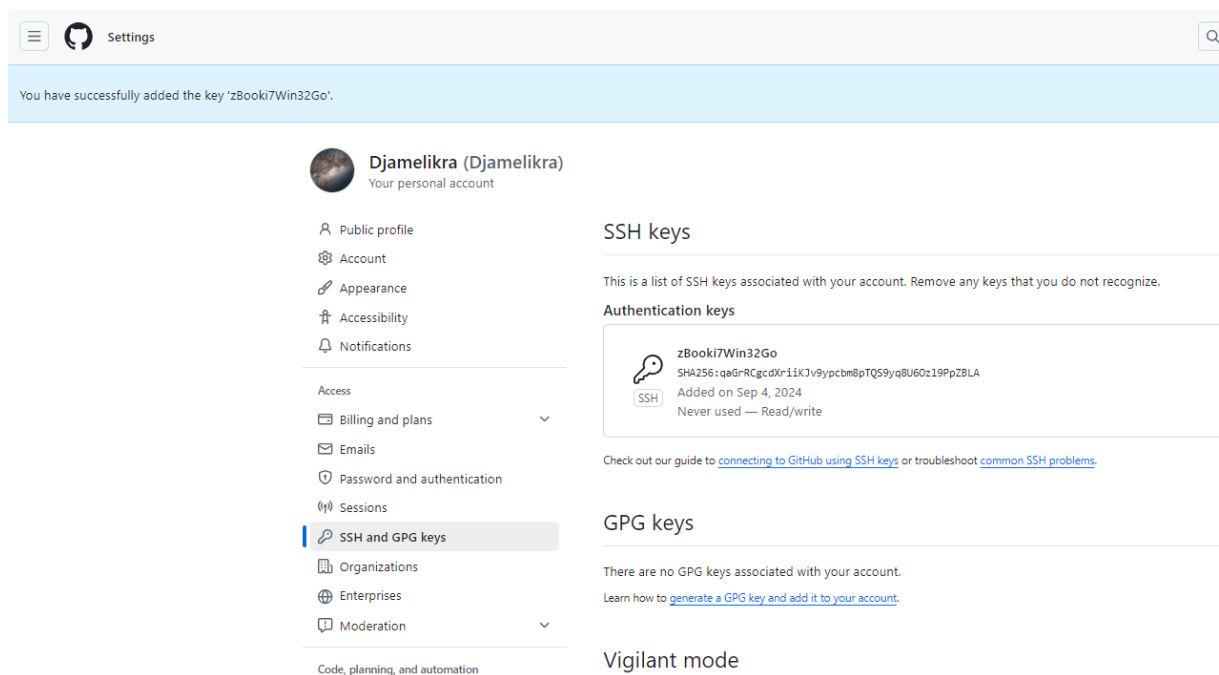 Settings
You have successfully added the key 'zBooki7Win32Go'.
Djamelikra (Djamelikra)
Your personal account
Public profile
Account
Appearance
Accessibility
Notifications
Access
Billing and plans
Emails
Password and authentication
Sessions
SSH and GPG keys
Organizations
Enterprises
Moderation
Code, planning, and automation
SSH keys
This is a list of SSH keys associated with your account. Remove any keys that you do not recognize.
Authentication keys
zBooki7Win32Go
SHA256:qaGrRCgcdXriiKJv9ypcbm8pTQS9yq8U6Ozl9PpZBLA
SSH
Added on Sep 4, 2024
Never used — Read/write
Check out our guide to connecting to GitHub using SSH keys or troubleshoot common SSH problems.
GPG keys
There are no GPG keys associated with your account.
Learn how to generate a GPG key and add it to your account.
Vigilant mode